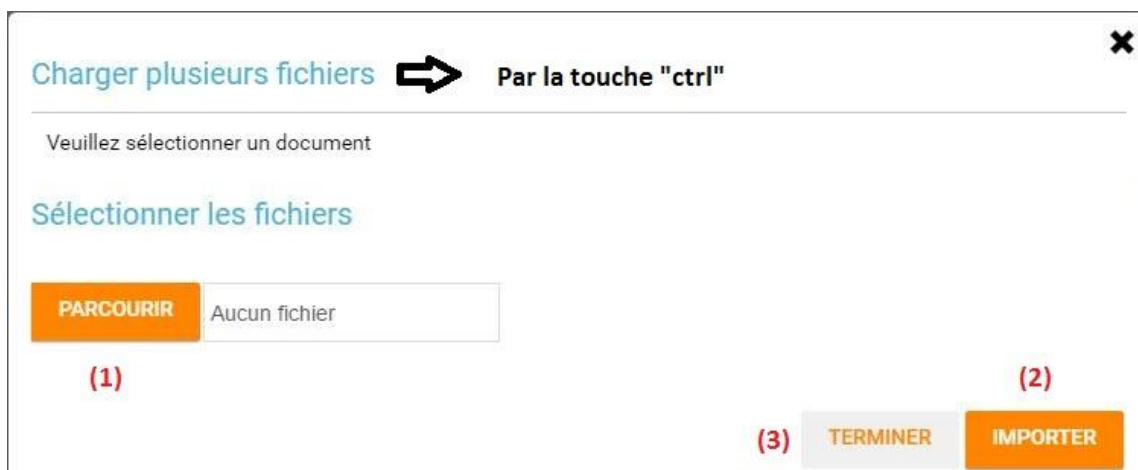 Charger plusieurs fichiers Par la touche "ctrl"
Veuillez sélectionner un document
Sélectionner les fichiers
PARCOURIR Aucun fichier
(1) (2)
(3) TERMINER IMPORTER